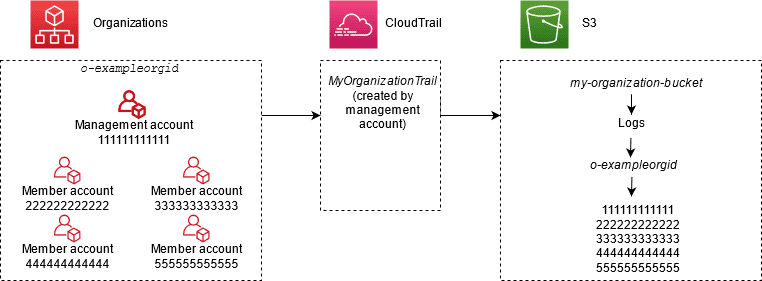 Organizations
CloudTrail
S3
o-exampleorgid
Management account
111111111111
Member account
222222222222
Member account
333333333333
Member account
444444444444
Member account
555555555555
MyOrganizationTrail
(created by
management
account)
my-organization-bucket
Logs
o-exampleorgid
111111111111
222222222222
333333333333
444444444444
555555555555